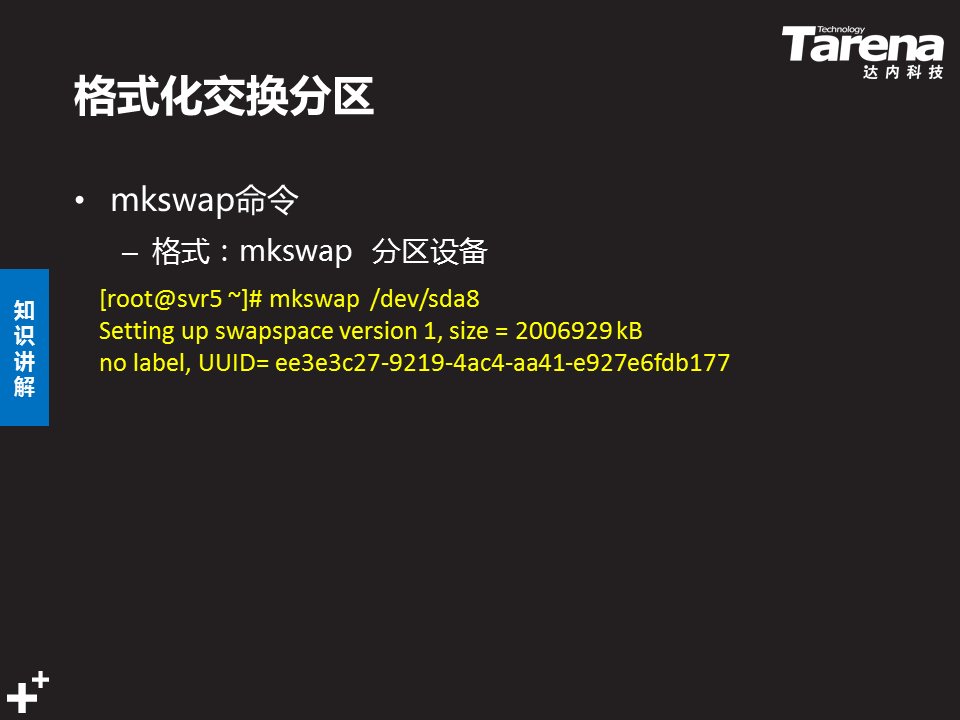 Technology
Tarena
达内科技
格式化交换分区
• mkswap命令
– 格式：mkswap 分区设备
[root@svr5 ~]# mkswap /dev/sda8
Setting up swapspace version 1, size = 2006929 kB
no label, UUID= ee3e3c27-9219-4ac4-aa41-e927e6fdb177
知
识
讲
解